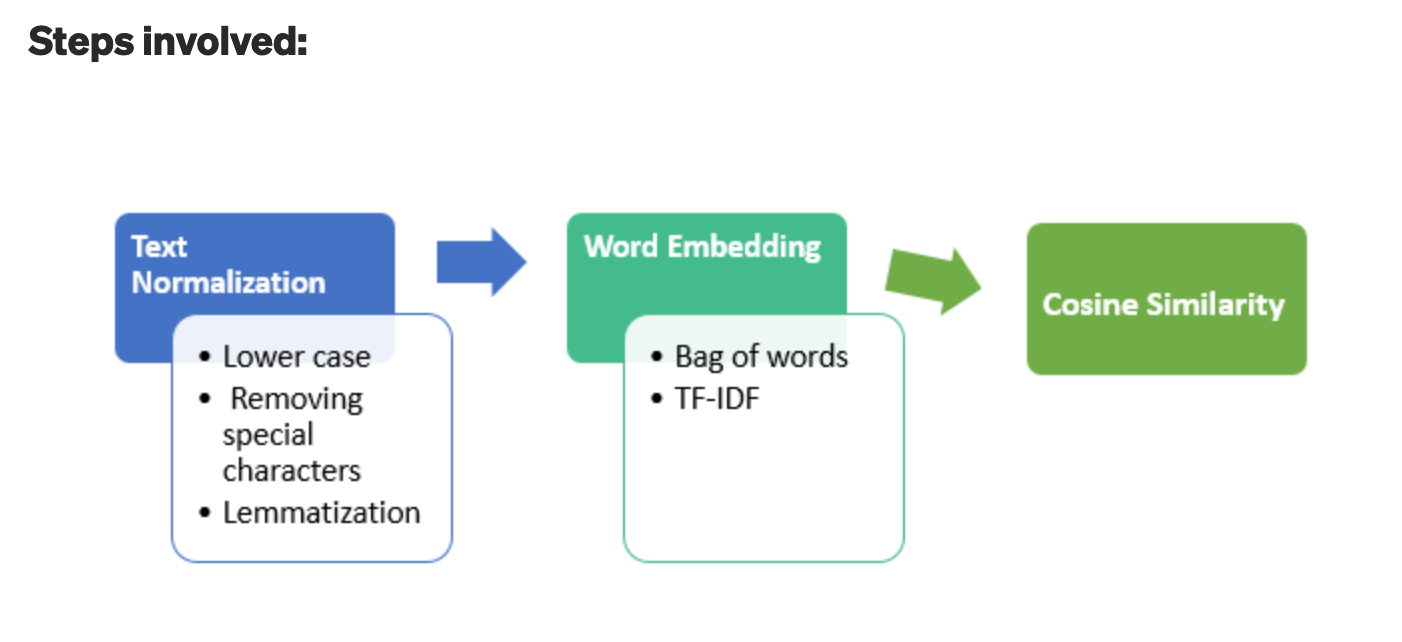 Steps involved:
Text
Normalization
• Lower case
• Removing
special
characters
• Lemmatization
Word Embedding
• Bag of words
• TF-IDF
Cosine Similarity